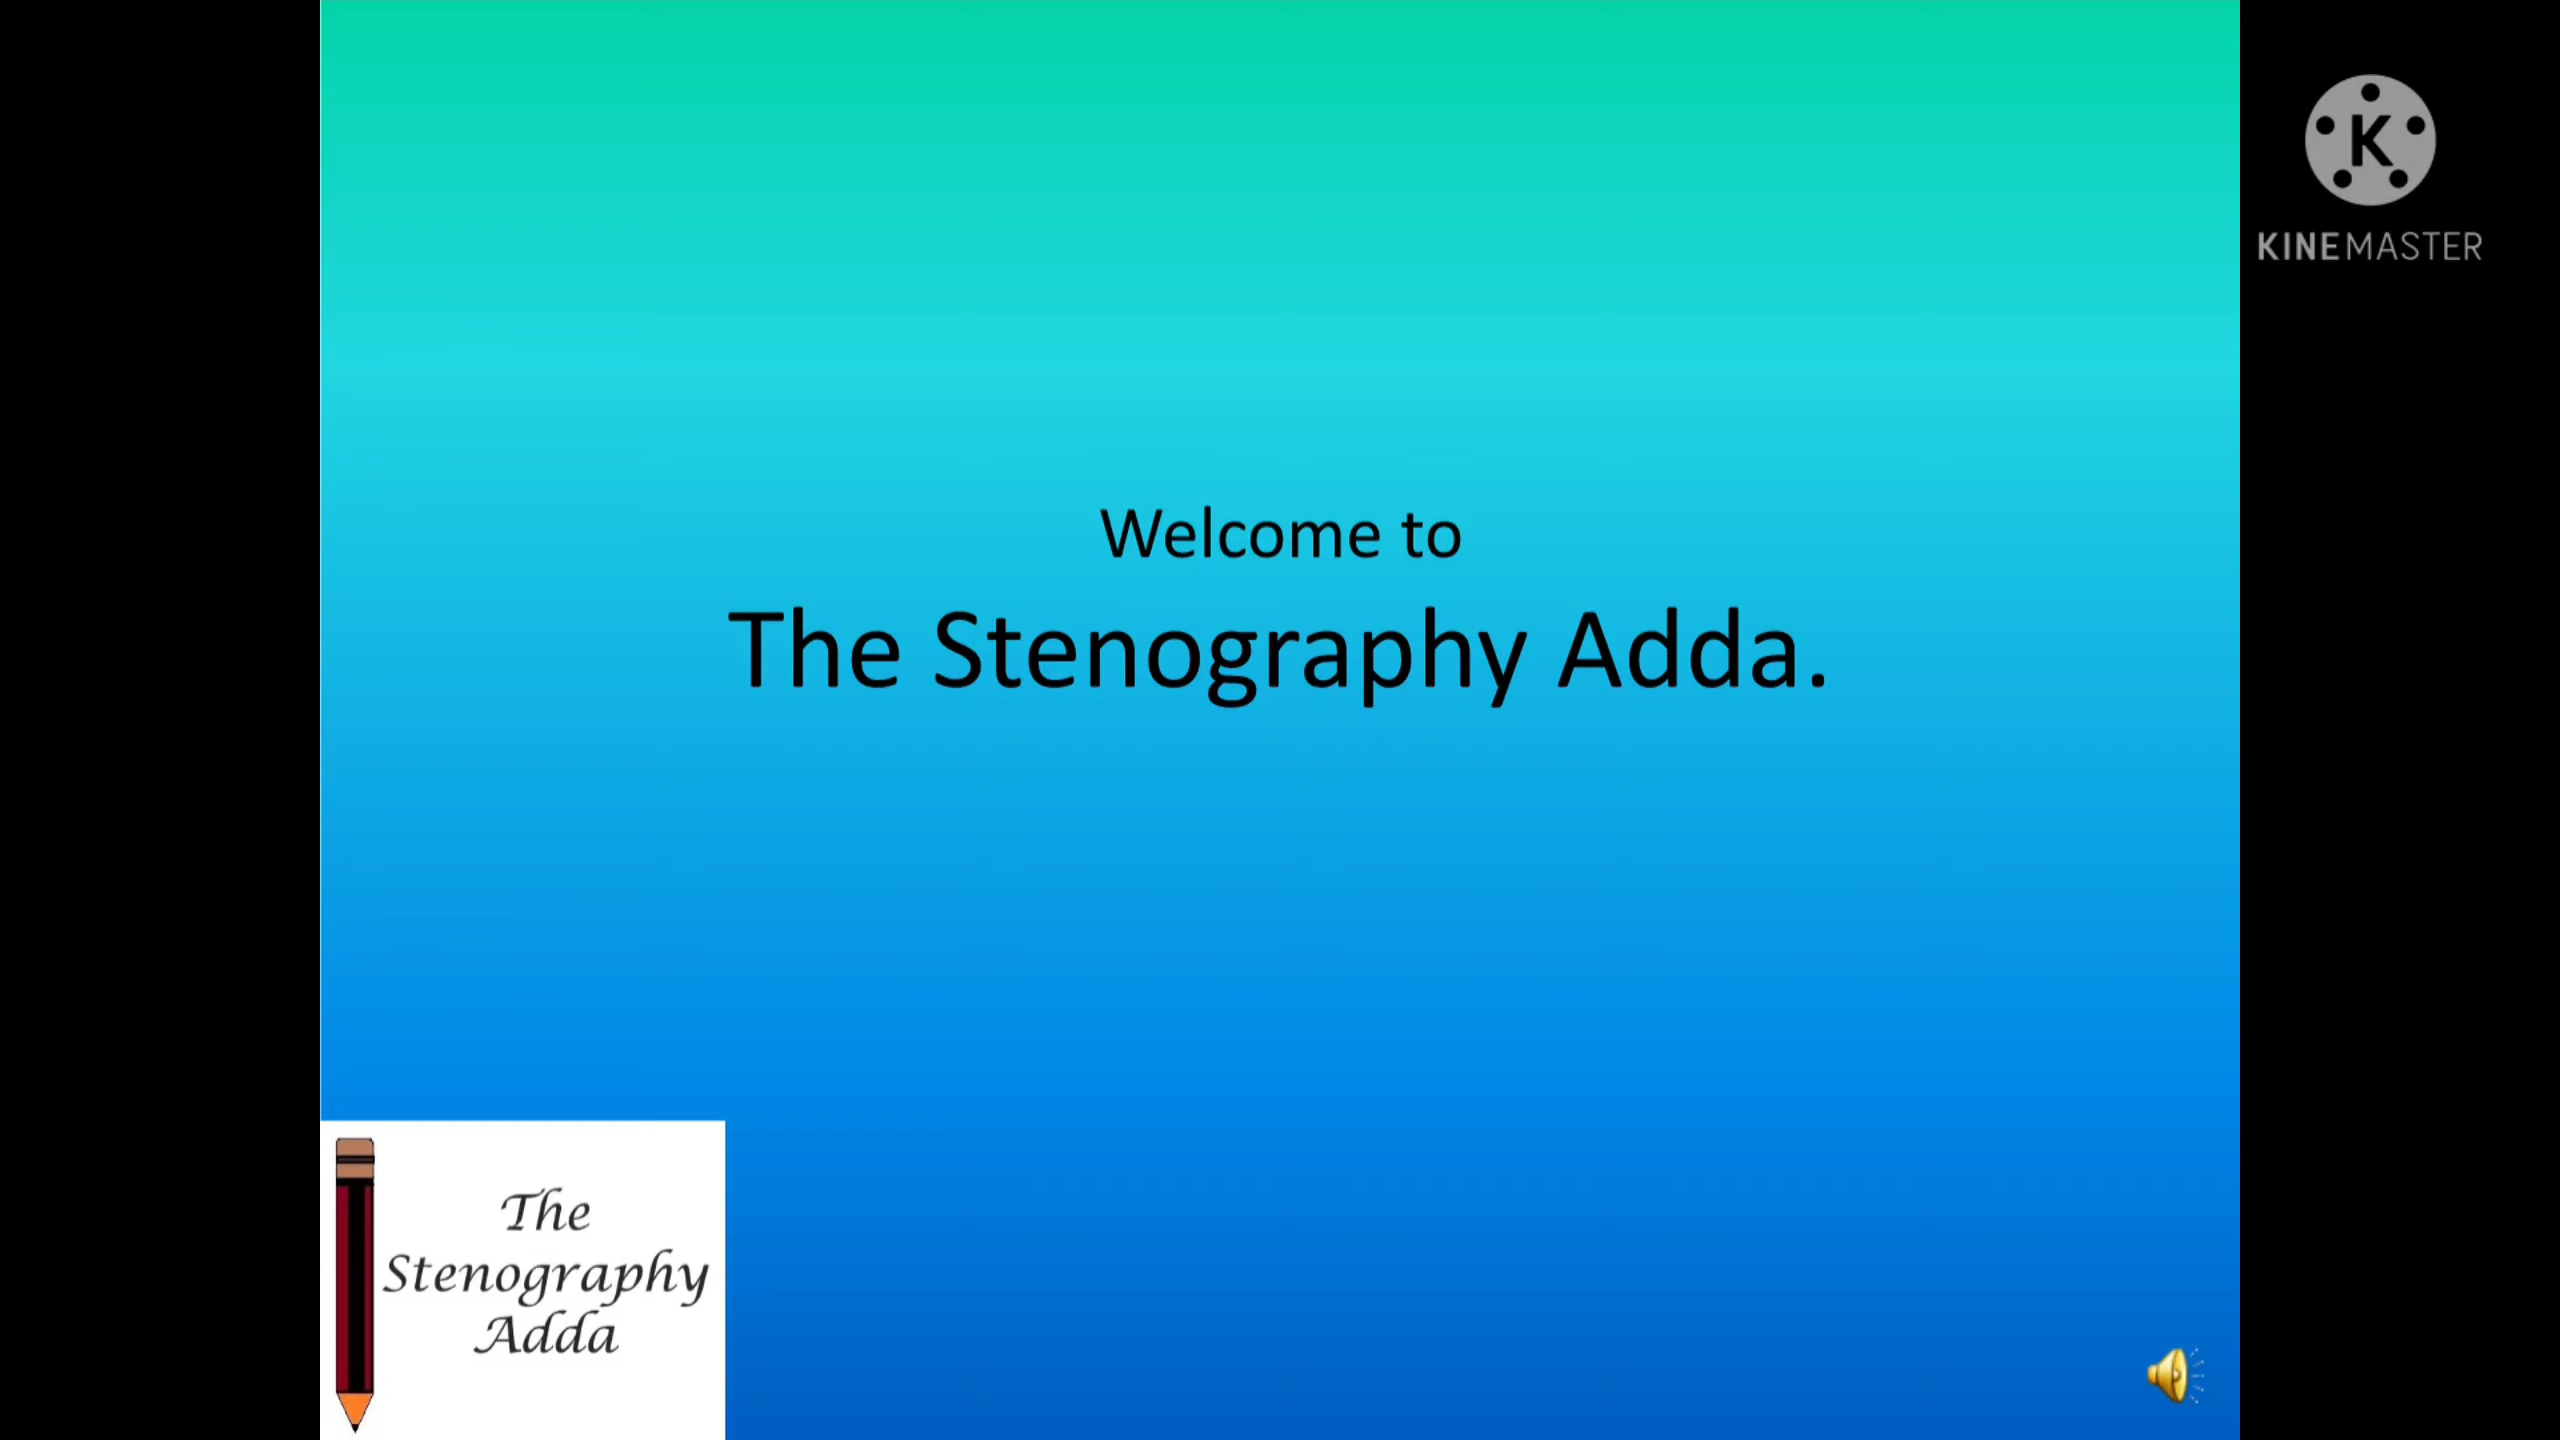 K
KINEMASTER
Welcome to
The Stenography Adda.
The
Stenography
Adda